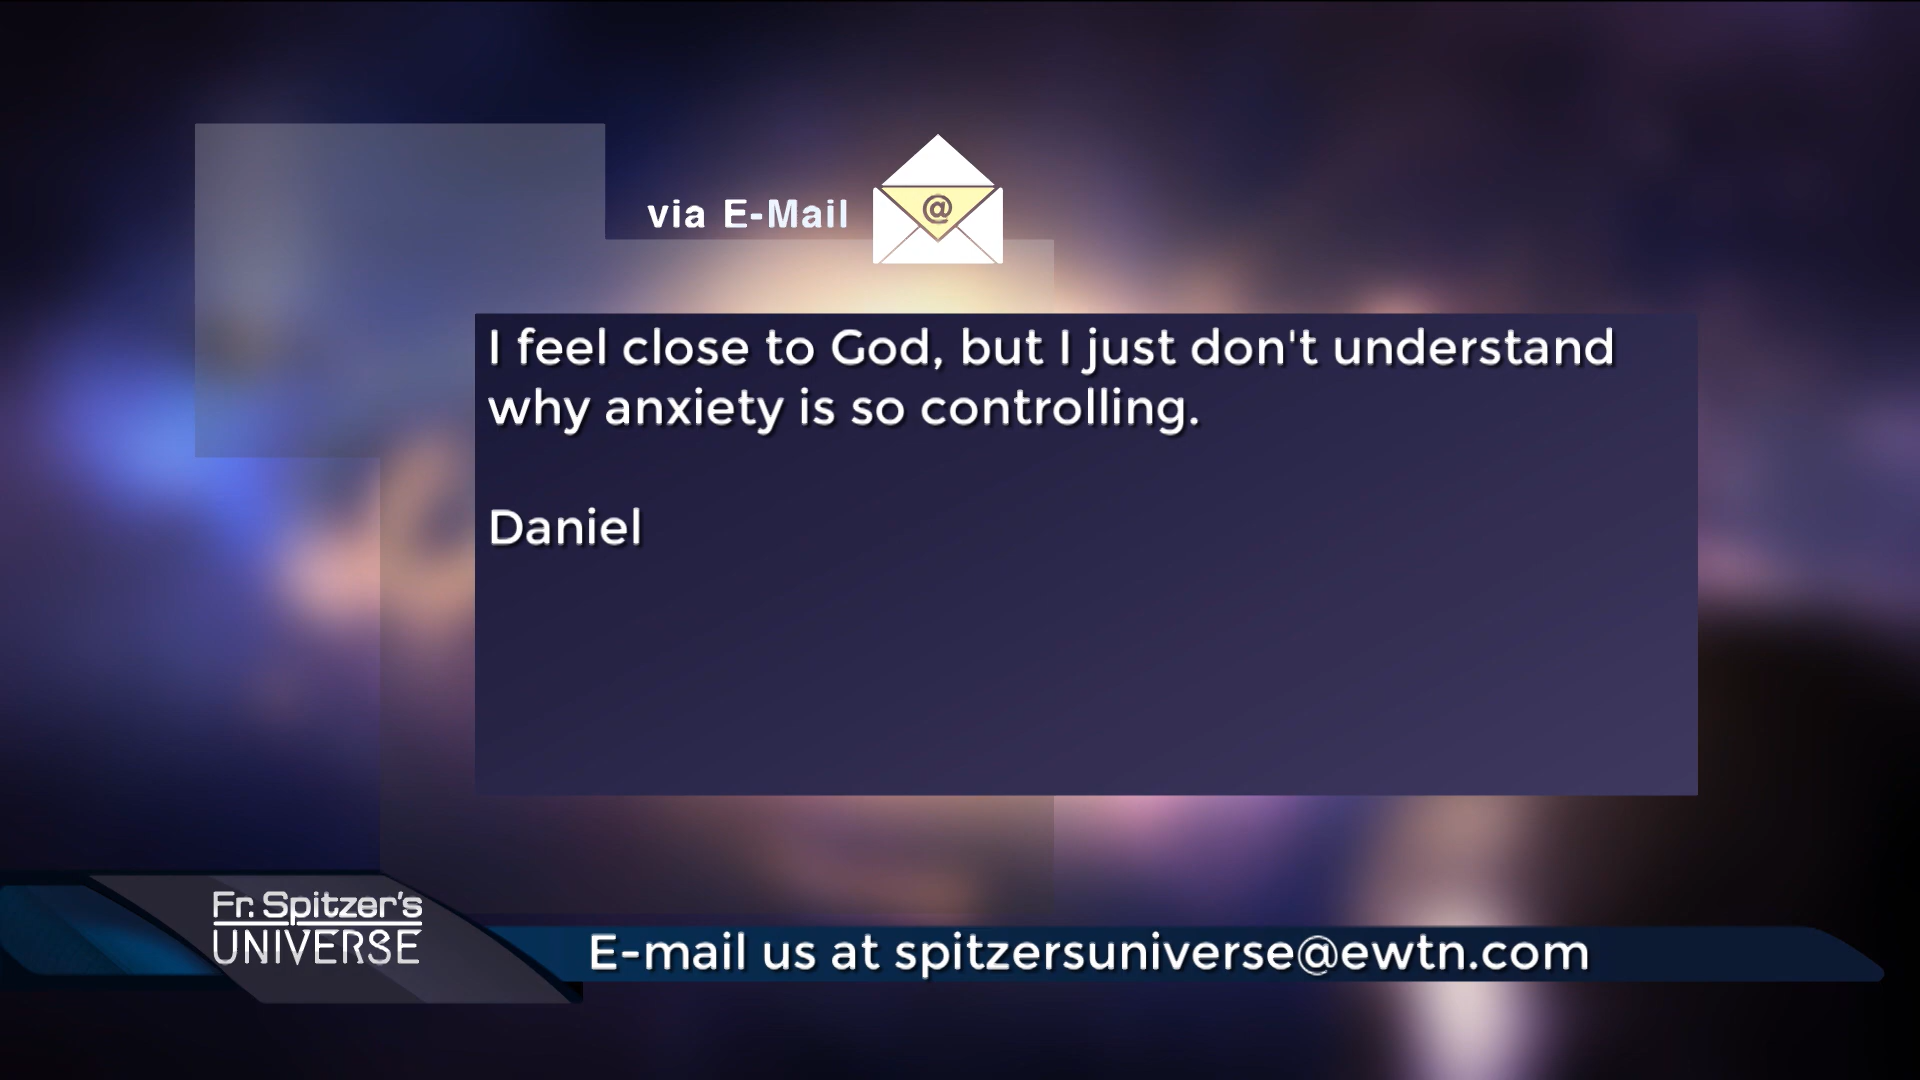 via E-Mail
@
I feel close to God, but I just don't understand
why anxiety is so controlling.
Daniel
Fr. Spitzer's
UNIVERSE
E-mail us at spitzersuniverse@ewtn.com